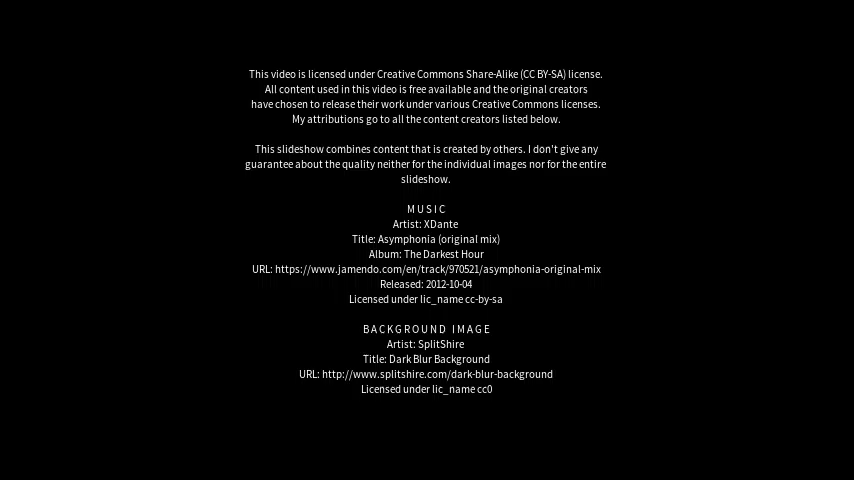 This video is licensed under Creative Commons Share-Alike (CC BY-SA) license.
All content used in this video is free available and the original creators
have chosen to release their work under various Creative Commons licenses.
My attributions go to all the content creators listed below.
This slideshow combines content that is created by others. I don't give any
guarantee about the quality neither for the individual images nor for the entire
slideshow.
MUSIC
Artist: XDante
Title: Asymphonia (original mix)
Album: The Darkest Hour
URL: https://www.jamendo.com/en/track/970521/asymphonia-original-mix
Released: 2012-10-04
Licensed under lic_name cc-by-sa
BACKGROUND IMAGE
Artist: SplitShire
Title: Dark Blur Background
URL: http://www.splitshire.com/dark-blur-background
Licensed under lic_name cc0